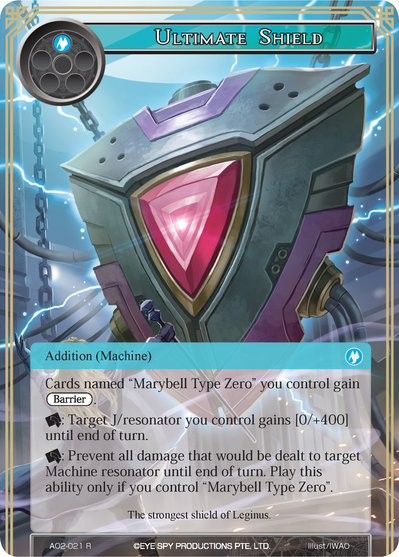 Ultimate Shield
Addition (Machine)
Cards named “Marybell Type Zero” you control gain
Barrier .
: Target J/resonator you control gains [0/+400]
until end of turn.
: Prevent all damage that would be dealt to target
Machine resonator until end of turn. Play this
ability only if you control “Marybell Type Zero”.
The strongest shield of Leginus.
A02-021 R ©EYE SPY PRODUCTIONS PTE. LTD. Illust/IWAO